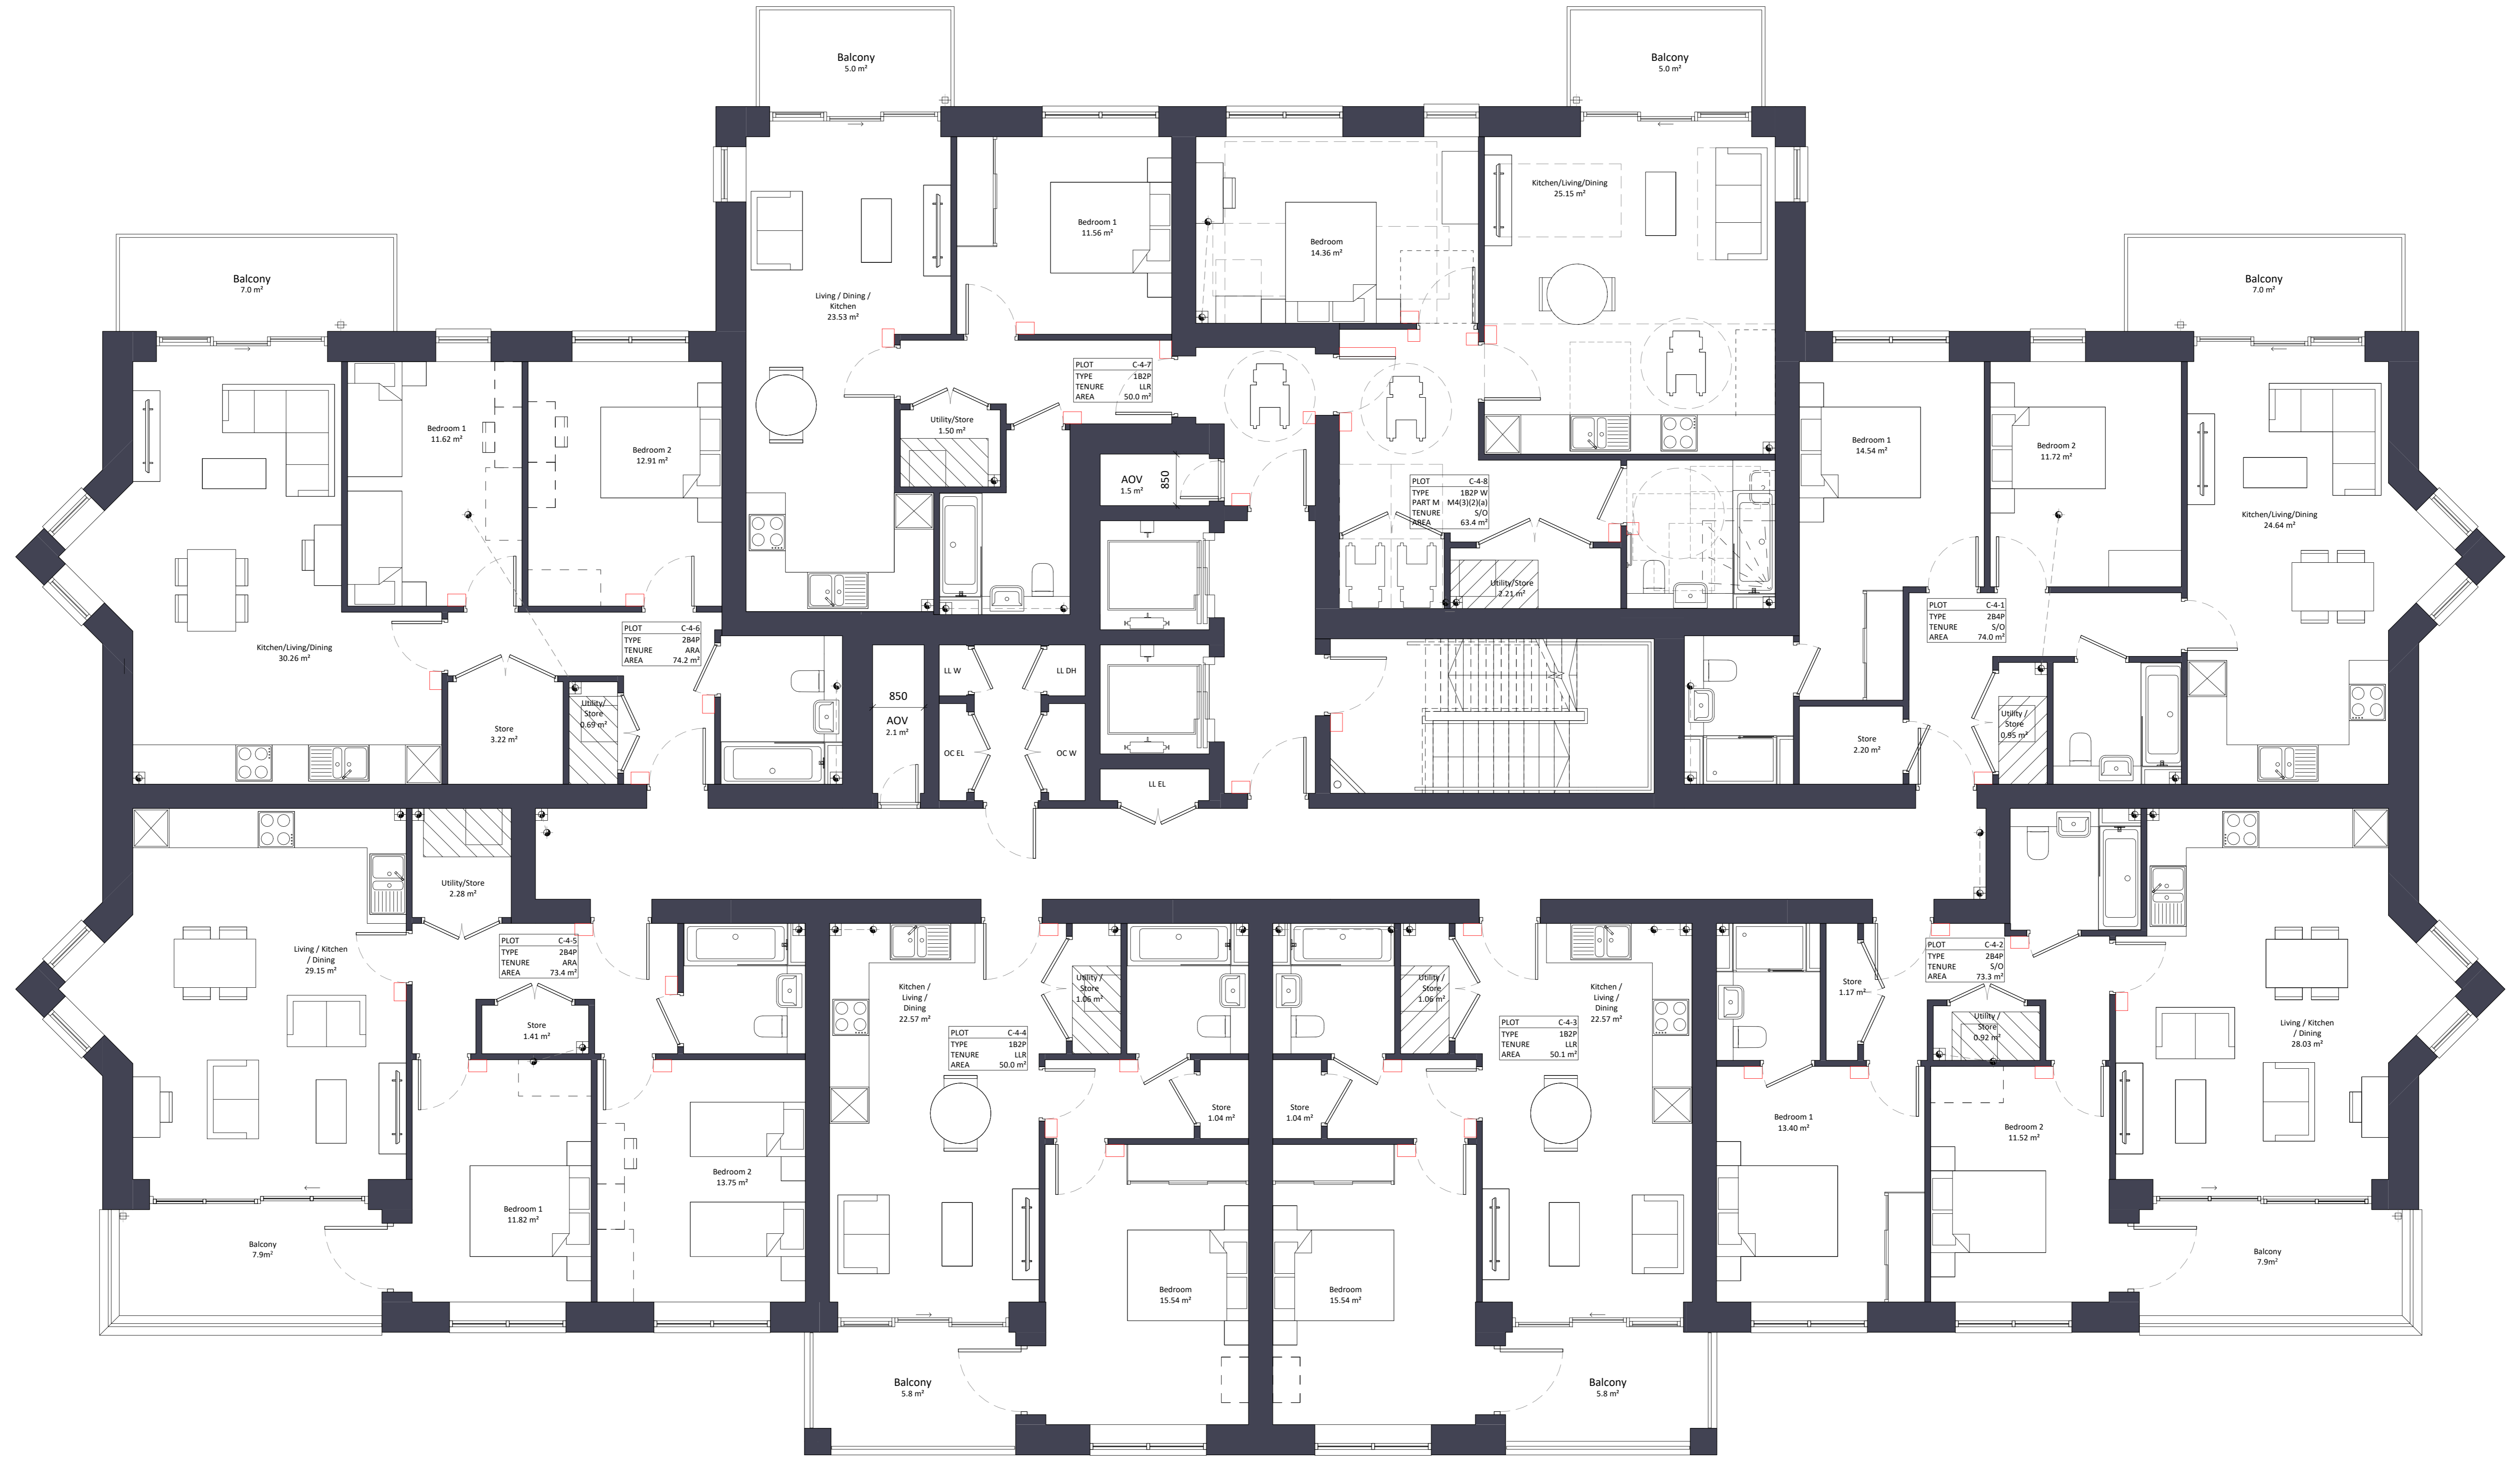 Balcony
5.0 m²
Balcony
5.0 m²
Balcony
7.0 m²
Living / Dining /
Kitchen
23.53 m²
Bedroom 1
11.56 m²
Bedroom
14.36 m²
Kitchen/Living/Dining
25.15 m²
Balcony
7.0 m²
PLOT C-4-7
TYPE 1B2P
TENURE LLR
AREA 50.0 m²
Utility/Store
1.50 m²
Bedroom 1
11.62 m²
Bedroom 2
12.91 m²
Kitchen/Living/Dining
30.26 m²
AOV
1.5 m²
850
PLOT C-4-8
TYPE 1B2P W
PART M M4(3)(2)(a)
TENURE S/O
AREA 63.4 m²
Utility/Store
2.21 m²
Bedroom 1
14.54 m²
Bedroom 2
11.72 m²
Kitchen/Living/Dining
24.64 m²
PLOT C-4-6
TYPE 2B4P
TENURE ARA
AREA 74.2 m²
PLOT C-4-1
TYPE 2B4P
TENURE S/O
AREA 74.0 m²
Store
3.22 m²
Utility/
Store
0.69 m²
850
AOV
2.1 m²
LL W
LL DH
OC EL
OC W
LL EL
Store
2.20 m²
Utility /
Store
0.95 m²
Utility/Store
2.28 m²
Living / Kitchen
/ Dining
29.15 m²
PLOT C-4-5
TYPE 2B4P
TENURE ARA
AREA 73.4 m²
Store
1.41 m²
Bedroom 1
11.82 m²
Bedroom 2
13.75 m²
Balcony
7.9m²
Kitchen /
Living /
Dining
22.57 m²
PLOT C-4-4
TYPE 1B2P
TENURE LLR
AREA 50.0 m²
Utility /
Store
1.06 m²
Store
1.04 m²
Bedroom
15.54 m²
Balcony
5.8 m²
Utility /
Store
1.06 m²
Store
1.04 m²
Bedroom
15.54 m²
Kitchen /
Living /
Dining
22.57 m²
PLOT C-4-3
TYPE 1B2P
TENURE LLR
AREA 50.1 m²
Balcony
5.8 m²
Store
1.17 m²
PLOT C-4-2
TYPE 2B4P
TENURE S/O
AREA 73.3 m²
Utility /
Store
0.92 m²
Living / Kitchen
/ Dining
28.03 m²
Bedroom 1
13.40 m²
Bedroom 2
11.52 m²
Balcony
7.9m²